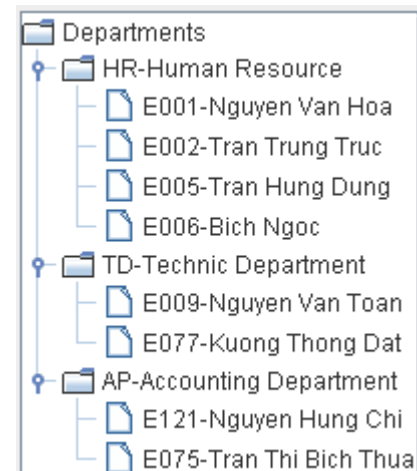 Departments
HR-Human Resource
E001-Nguyen Van Hoa
E002-Tran Trung Truc
E005-Tran Hung Dung
E006-Bich Ngoc
TD-Technic Department
E009-Nguyen Van Toan
E077-Kuong Thong Dat
AP-Accounting Department
E121-Nguyen Hung Chi
E075-Tran Thi Bich Thua